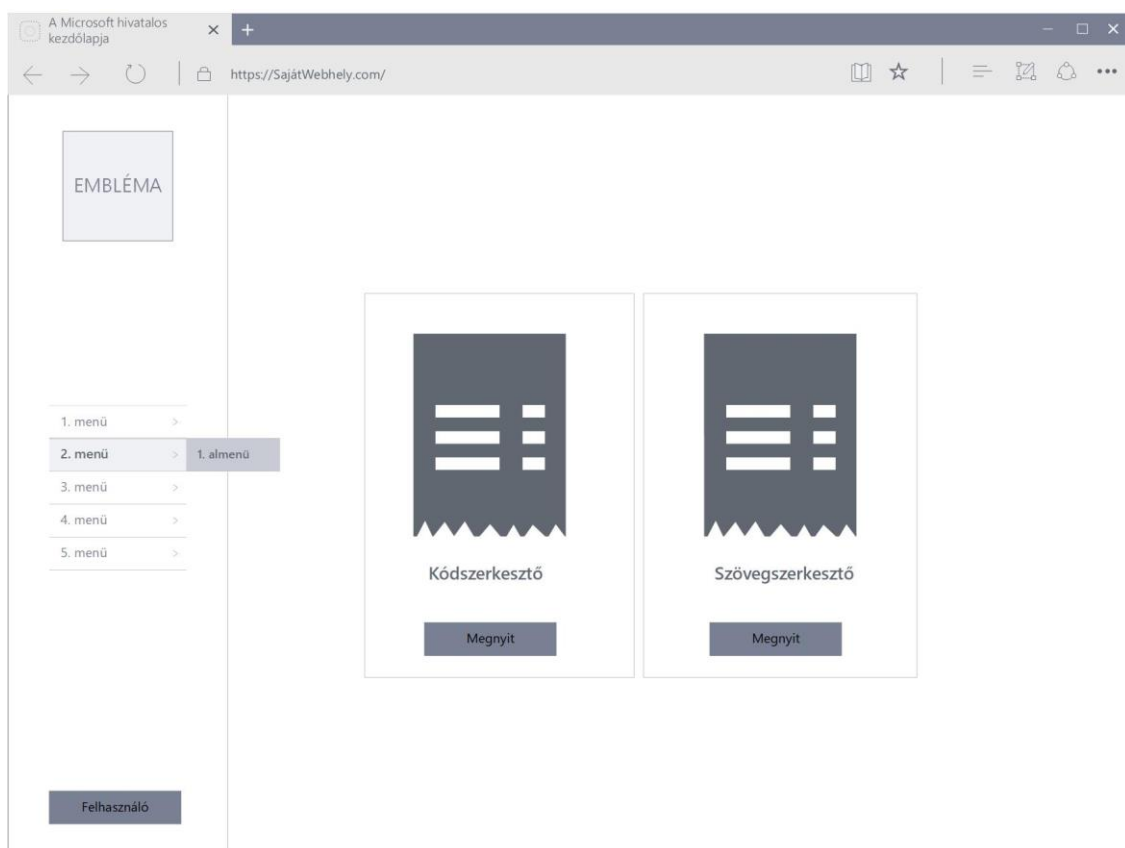 A Microsoft hivatalos
kezdőlapja
https://SajátWebhely.com/
EMBLÉMA
1. menü
2. menü
1. almenü
3. menü
4. menü
5. menü
Felhasználó
Kódszerkesztő
Megnyit
Szövegszerkesztő
Megnyit